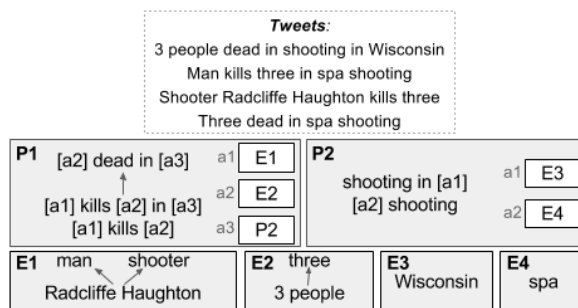 Tweets:
3 people dead in shooting in Wisconsin
Man kills three in spa shooting
Shooter Radcliffe Haughton kills three
Three dead in spa shooting
P1
[a2] dead in [a3]
[a1] kills [a2] in [a3]
[a1] kills [a2]
a1 E1
a2 E2
a3 P2
P2
shooting in [a1]
[a2] shooting
a1 E3
a2 E4
E1 man shooter
Radcliffe Haughton
E2 three
3 people
E3
Wisconsin
E4
spa